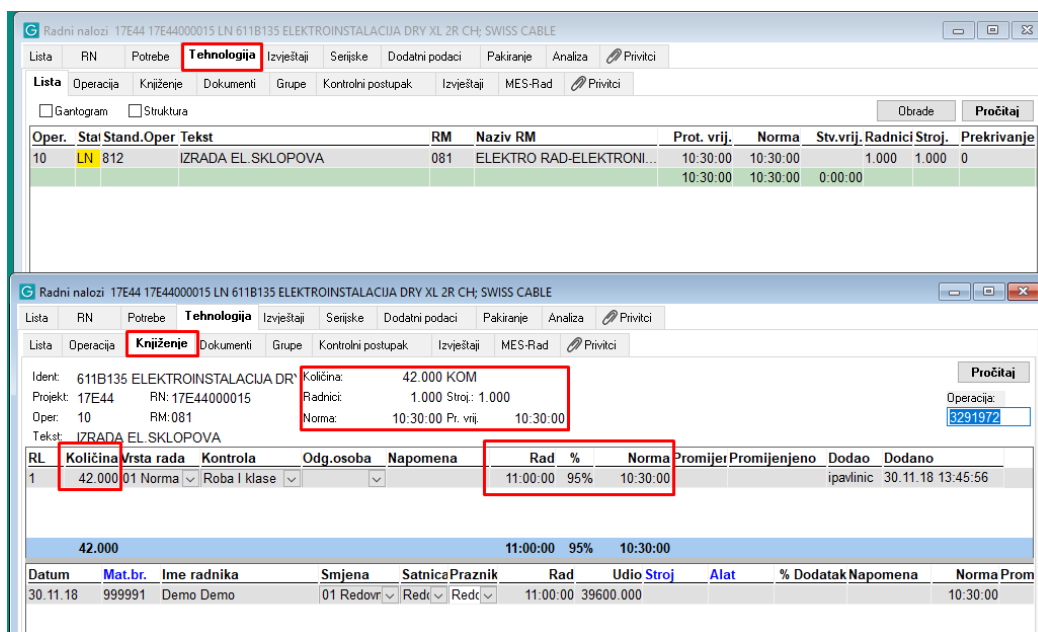 Radni nalozi 17E44 17E44000015 LN 611B135 ELEKTROINSTALACIJA DRY XL 2R CH; SWISS CABLE
Lista RN Potrebe Tehnologija Izvještaji Serijske Dodatni podaci Pakiranje Analiza Privitci
Lista Operacija Knjiženje Dokumenti Grupe Kontrolni postupak Izvještaji MES-Rad Privitci
Gantogram Struktura Obrade Pročitaj
Oper. Stat Stand.Oper Tekst RM Naziv RM Prot. vrij. Norma Stv.vrij. Radnici Stroj. Prekrivanje
10 LN 812 IZRADA EL.SKLOPOVA 081 ELEKTRO RAD-ELEKTRONI... 10:30:00 10:30:00 1.000 1.000 0
10:30:00 10:30:00 0:00:00
Radni nalozi 17E44 17E44000015 LN 611B135 ELEKTROINSTALACIJA DRY XL 2R CH; SWISS CABLE
Lista RN Potrebe Tehnologija Izvještaji Serijske Dodatni podaci Pakiranje Analiza Privitci
Lista Operacija Knjiženje Dokumenti Grupe Kontrolni postupak Izvještaji MES-Rad Privitci
Ident: 611B135 ELEKTROINSTALACIJA DRY Količina: 42.000 KOM Pročitaj
Projekt: 17E44 RN: 17E44000015 Radnici: 1.000 Stroj.: 1.000 Operacija:
Oper: 10 RM: 081 Norma: 10:30:00 Pr. vrij. 10:30:00 3291972
Tekst: IZRADA EL.SKLOPOVA
RL Količina Vrsta rada Kontrola Odg.osoba Napomena Rad % Norma Promijer Promijenjeno Dodao Dodano
1 42.000 01 Norma Roba I klase 11:00:00 95% 10:30:00 ipavlinic 30.11.18 13:45:56
42.000 11:00:00 95% 10:30:00
Datum Mat.br. Ime radnika Smjena Satnica Praznik Rad Udio Stroj Alat % Dodatak Napomena Norma Prom
30.11.18 999991 Demo Demo 01 Redovr Redo Redo 11:00:00 39600.000 10:30:00